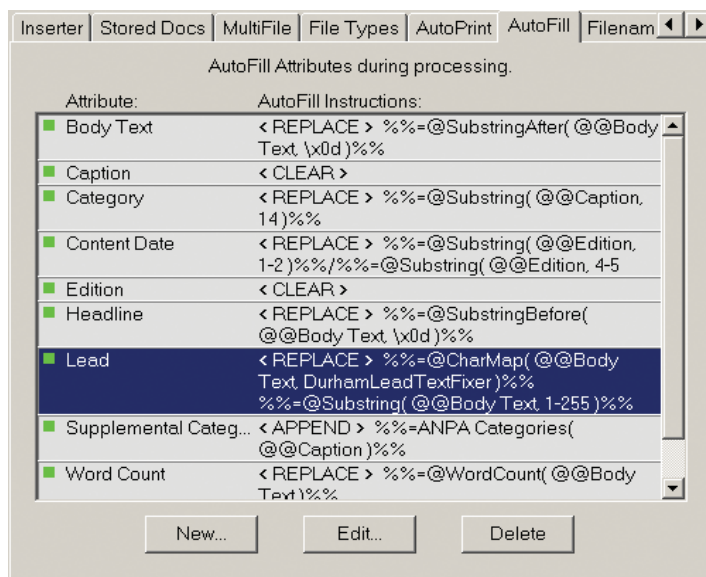 Inserter Stored Docs MultiFile File Types AutoPrint AutoFill Filenam
AutoFill Attributes during processing.
Attribute: AutoFill Instructions:
Body Text < REPLACE > %%=@SubstringAfter( @@Body
Text, \x0d )%%
Caption < CLEAR >
Category < REPLACE > %%=@Substring( @@Caption,
14 )%%
Content Date < REPLACE > %%=@Substring( @@Edition,
1-2 )%%/%%=@Substring( @@Edition, 4-5
Edition < CLEAR >
Headline < REPLACE > %%=@SubstringBefore(
@@Body Text, \x0d )%%
Lead < REPLACE > %%=@CharMap( @@Body
Text, DurhamLeadTextFixer )%%
%%=@Substring( @@Body Text, 1-255 )%%
Supplemental Categ... < APPEND > %%=ANPA Categories(
@@Caption )%%
Word Count < REPLACE > %%=@WordCount( @@Body
Text )%%
New... Edit... Delete